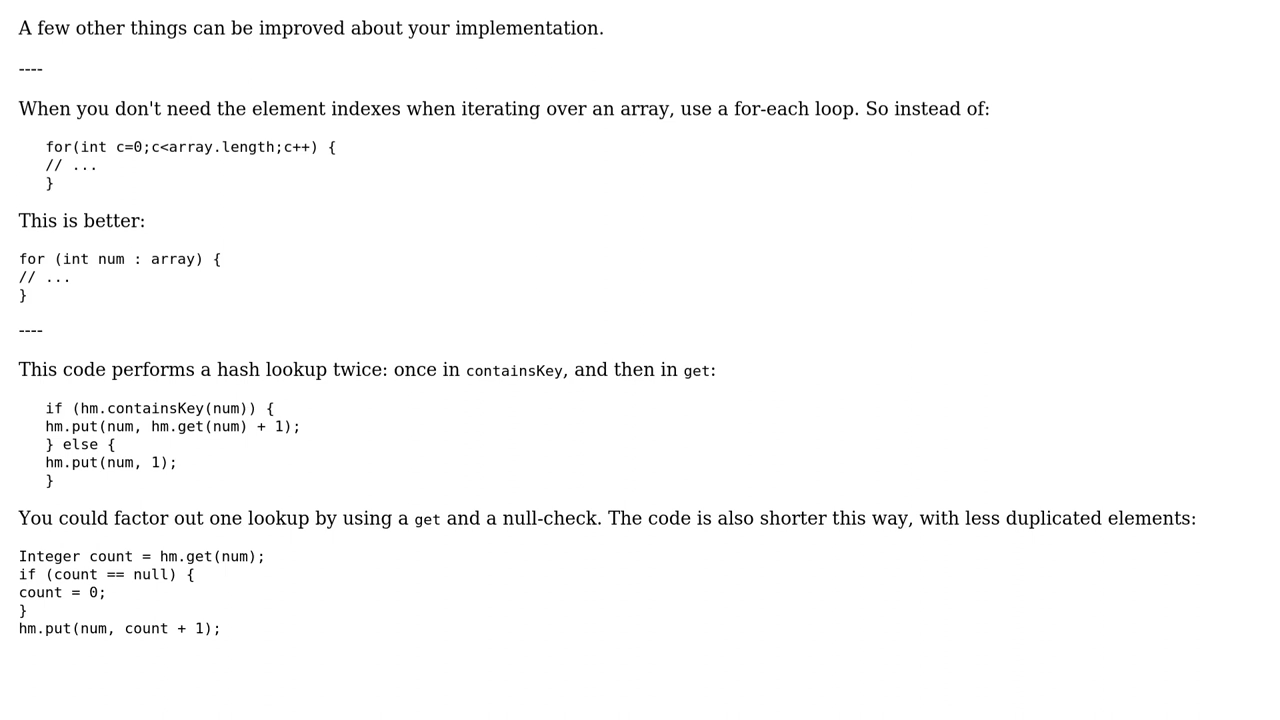 A few other things can be improved about your implementation.
----
When you don't need the element indexes when iterating over an array, use a for-each loop. So instead of:
for(int c=0;c<array.length;c++) {
// ...
}
This is better:
for (int num : array) {
// ...
}
----
This code performs a hash lookup twice: once in containsKey, and then in get:
if (hm.containsKey(num)) {
hm.put(num, hm.get(num) + 1);
} else {
hm.put(num, 1);
}
You could factor out one lookup by using a get and a null-check. The code is also shorter this way, with less duplicated elements:
Integer count = hm.get(num);
if (count == null) {
count = 0;
}
hm.put(num, count + 1);